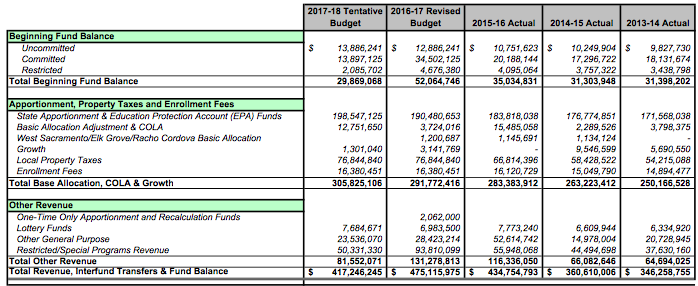 2017-18 Tentative Budget 2016-17 Revised Budget 2015-16 Actual 2014-15 Actual 2013-14 Actual
Beginning Fund Balance
Uncommitted $ 13,886,241 $ 12,886,241 $ 10,751,623 $ 10,249,904 $ 9,827,730
Committed 13,897,125 34,502,125 20,188,144 17,296,722 18,131,674
Restricted 2,085,702 4,676,380 4,095,064 3,757,322 3,438,798
Total Beginning Fund Balance 29,869,068 52,064,746 35,034,831 31,303,948 31,398,202
Apportionment, Property Taxes and Enrollment Fees
State Apportionment & Education Protection Account (EPA) Funds 198,547,125 190,480,653 183,818,038 176,774,851 171,568,038
Basic Allocation Adjustment & COLA 12,751,650 3,724,016 15,485,058 2,289,526 3,798,375
West Sacramento/Elk Grove/Racho Cordova Basic Allocation 1,200,687 1,145,691 1,134,124 -
Growth 1,301,040 3,141,769 - 9,546,599 5,690,550
Local Property Taxes 76,844,840 76,844,840 66,814,396 58,428,522 54,215,088
Enrollment Fees 16,380,451 16,380,451 16,120,729 15,049,790 14,894,477
Total Base Allocation, COLA & Growth 305,825,106 291,772,416 283,383,912 263,223,412 250,166,528
Other Revenue
One-Time Only Apportionment and Recalculation Funds 2,062,000
Lottery Funds 7,684,671 6,983,500 7,773,240 6,609,944 6,334,920
Other General Purpose 23,536,070 28,423,214 52,614,742 14,978,004 20,728,945
Restricted/Special Programs Revenue 50,331,330 93,810,099 55,948,068 44,494,698 37,630,160
Total Other Revenue 81,552,071 131,278,813 116,336,050 66,082,646 64,694,025
Total Revenue, Interfund Transfers & Fund Balance $ 417,246,245 $ 475,115,975 $ 434,754,793 $ 360,610,006 $ 346,258,755